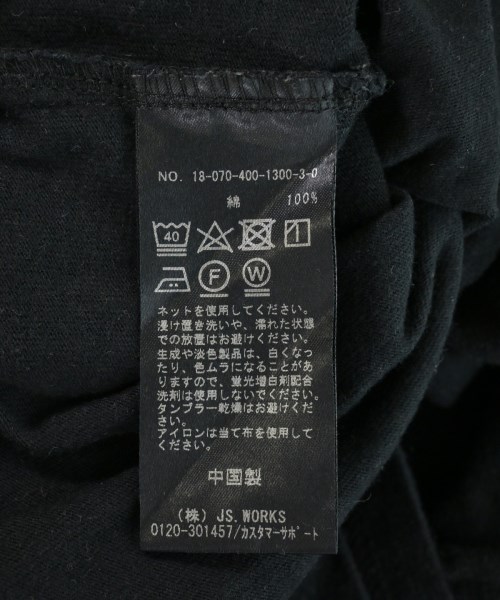 NO. 18-070-400-1300-3-0
綿 100%
40
F W
ネットを使用してください。
浸け置き洗いや、濡れた状態
での放置はお避けください。
生成や淡色製品は、白くなっ
たり、色ムラになることがあ
りますので、蛍光増白剤配合
洗剤は使用しないでください。
タンブラー乾燥はお避けください。
アイロンは当て布を使用してください。
中国製
(株) JS.WORKS
0120-301457/カスタマーサポート